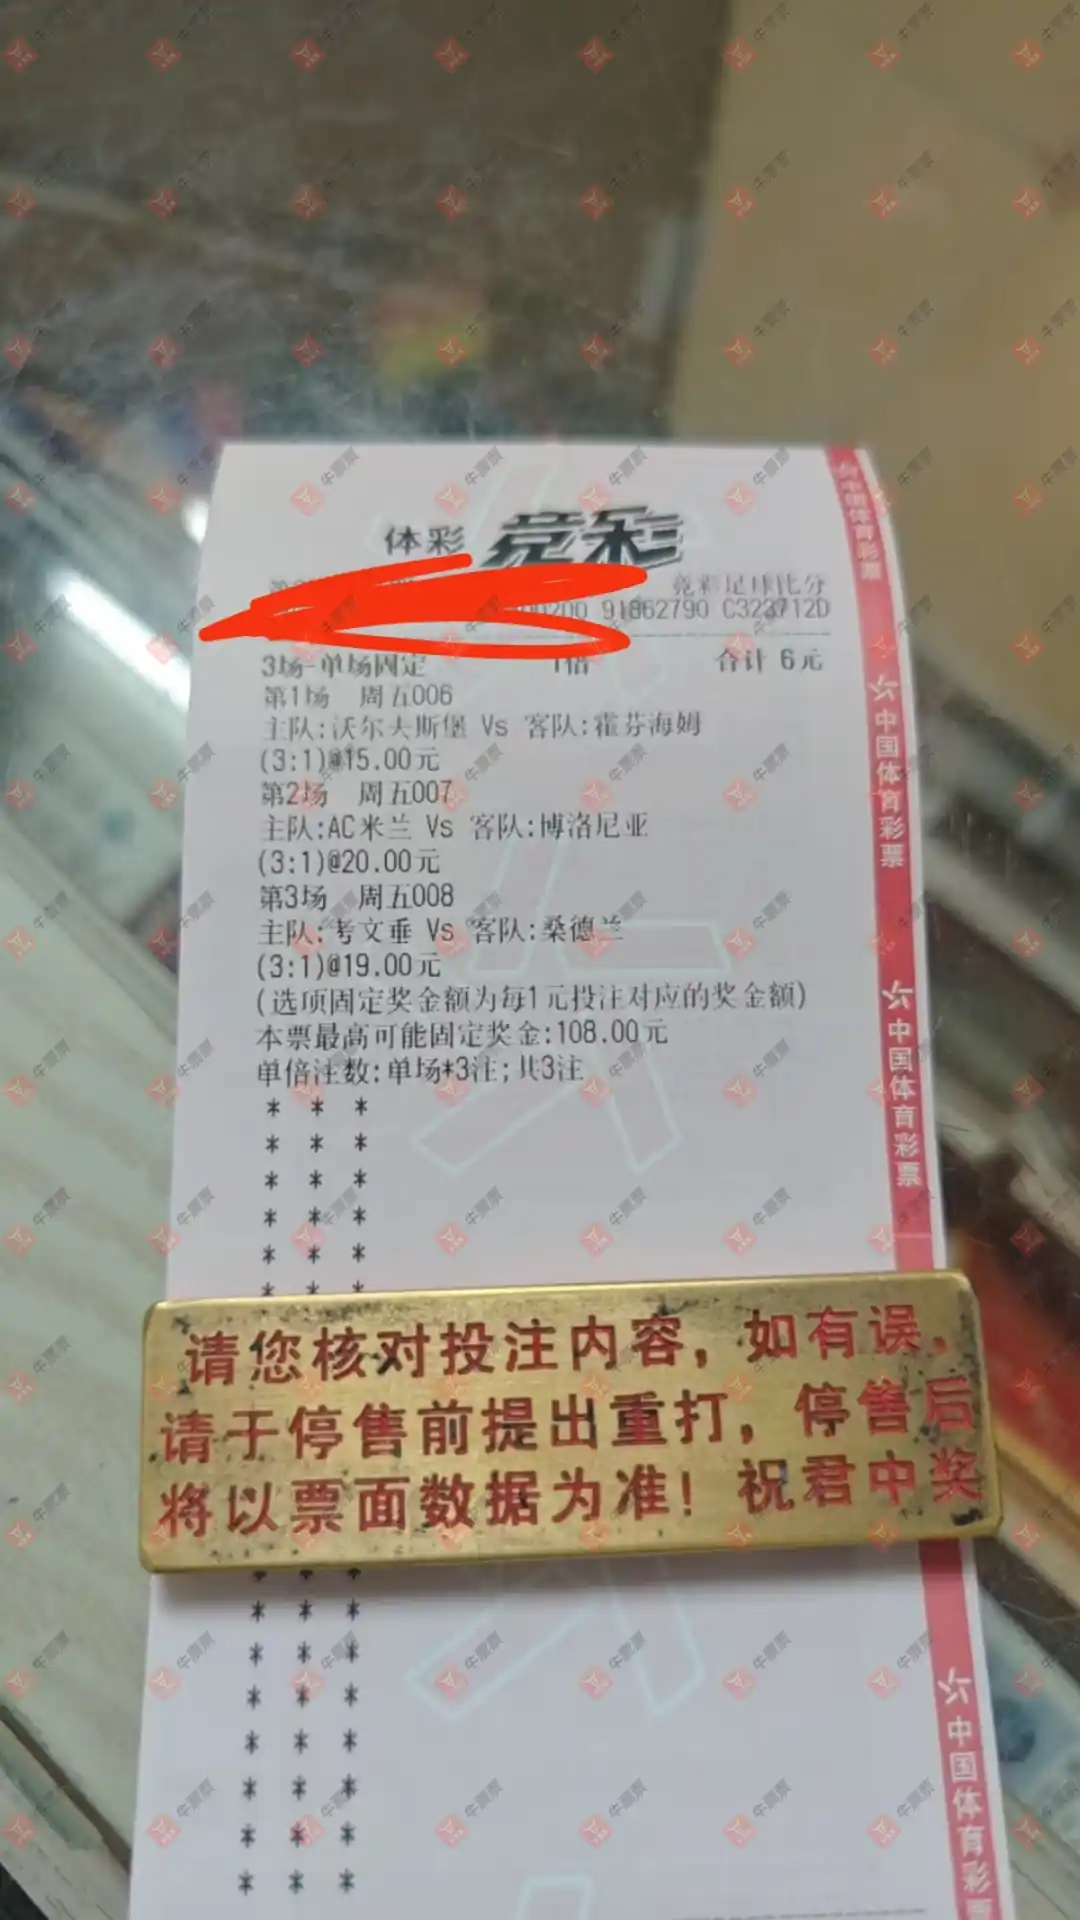 体彩 竞彩
竞彩足球比分
91862790 C323712D
3场-单场固定 1倍 合计 6元
第1场 周五006
主队:沃尔夫斯堡 Vs 客队:霍芬海姆
(3:1)@15.00元
第2场 周五007
主队:AC米兰 Vs 客队:博洛尼亚
(3:1)@20.00元
第3场 周五008
主队:考文垂 Vs 客队:桑德兰
(3:1)@19.00元
(选项固定奖金额为每1元投注对应的奖金额)
本票最高可能固定奖金:108.00元
单倍注数:单场*3注;共3注
* * *
* * *
* * *
* * *
* * *
* * *
请您核对投注内容，如有误，
请于停售前提出重打，停售后
将以票面数据为准！祝君中奖
* * *
* * *
* * *
* * *
* * *
* * *
* * *
* * *
中国体育彩票
中国体育彩票
中国体育彩票
中国体育彩票
牛票票